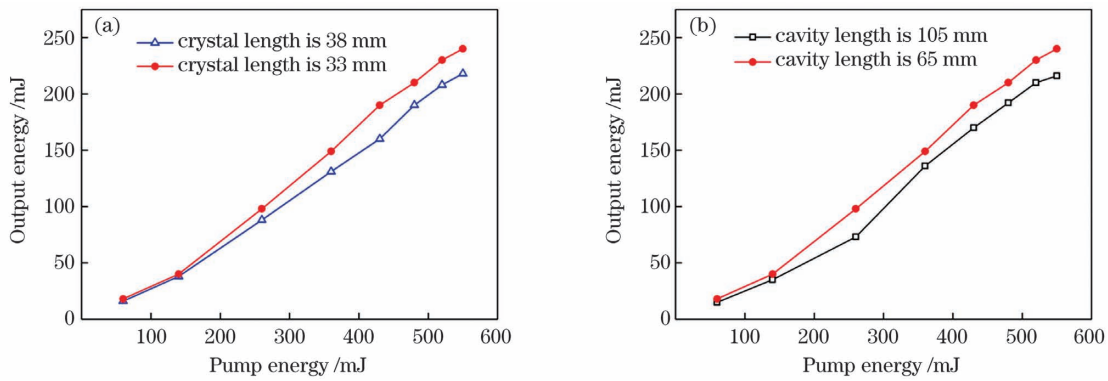 (a)
crystal length is 38 mm
crystal length is 33 mm
250
200
150
100
50
0
Output energy /mJ
100 200 300 400 500 600
Pump energy /mJ
(b)
cavity length is 105 mm
cavity length is 65 mm
250
200
150
100
50
0
Output energy /mJ
100 200 300 400 500 600
Pump energy /mJ